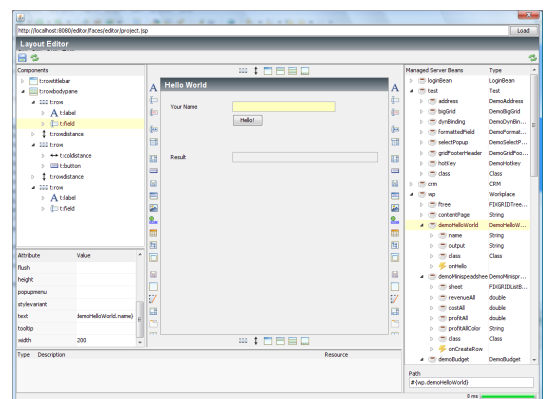 http://localhost:8080/editor/faces/editor/project.jsp
Load
Layout Editor
Components
t:rowtitlebar
t:rowbodypane
t:row
t:label
t:field
t:rowdistance
t:row
t:coldistance
t:button
t:rowdistance
t:row
t:label
t:field
Attribute Value
flush
height
popupmenu
stylevariant
text demoHelloWorld.name}
tooltip
width 200
Hello World
Your Name
Hello!
Result
Type Description Resource
Managed Server Beans Type
loginBean LoginBean
test Test
address DemoAddress
bigGrid DemoBigGrid
dynBinding DemoDynBin...
formattedField DemoFormat...
selectPopup DemoSelectP...
gridFooterHeader DemoGridFoo...
hotKey DemoHotkey
class Class
crm CRM
wp Workplace
ftree FIXGRIDTree...
contentPage String
demoHelloWorld DemoHelloW...
name String
output String
class Class
onHello
demoMinispreadshee DemoMinispr...
sheet FIXGRIDListB...
revenueAll double
costAll double
profitAll double
profitAllColor String
class Class
onCreateRow
demoBudget DemoBudget
Path
#{wp.demoHelloWorld}
0 ms